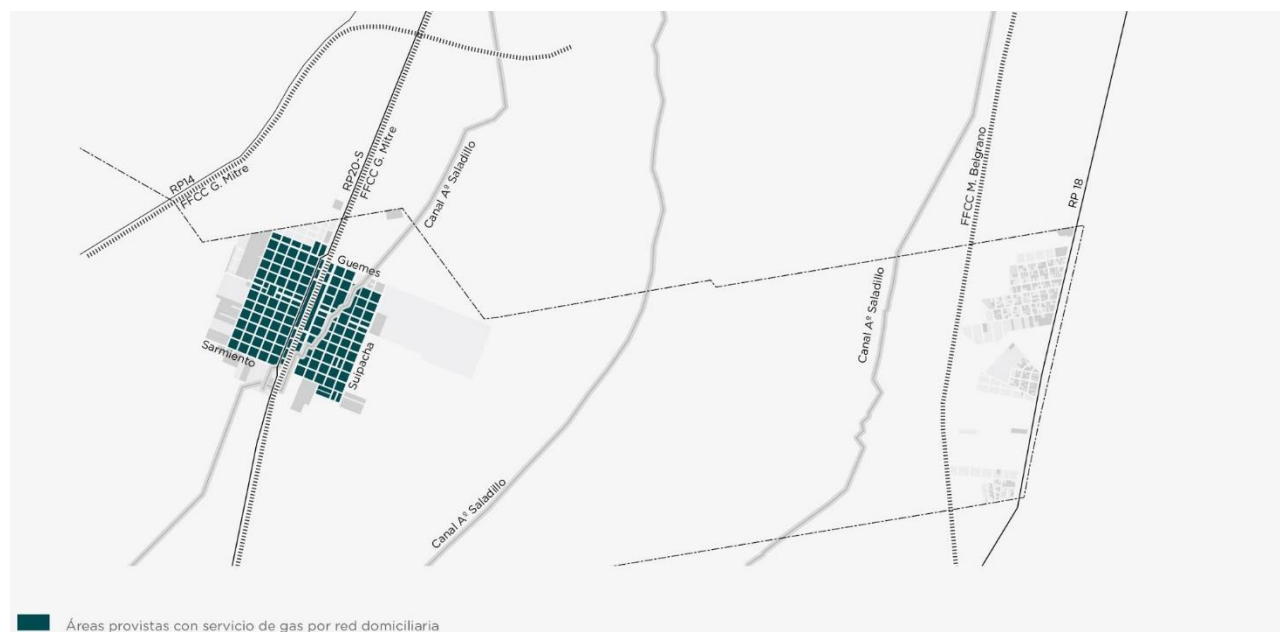 RP14
FFCC G. Mitre
RP20-S
FFCC G. Mitre
Canal Aº Saladillo
FFCC M. Belgrano
RP 18
Guemes
Sarmiento
Suipacha
Canal Aº Saladillo
Canal Aº Saladillo
Áreas provistas con servicio de gas por red domiciliaria